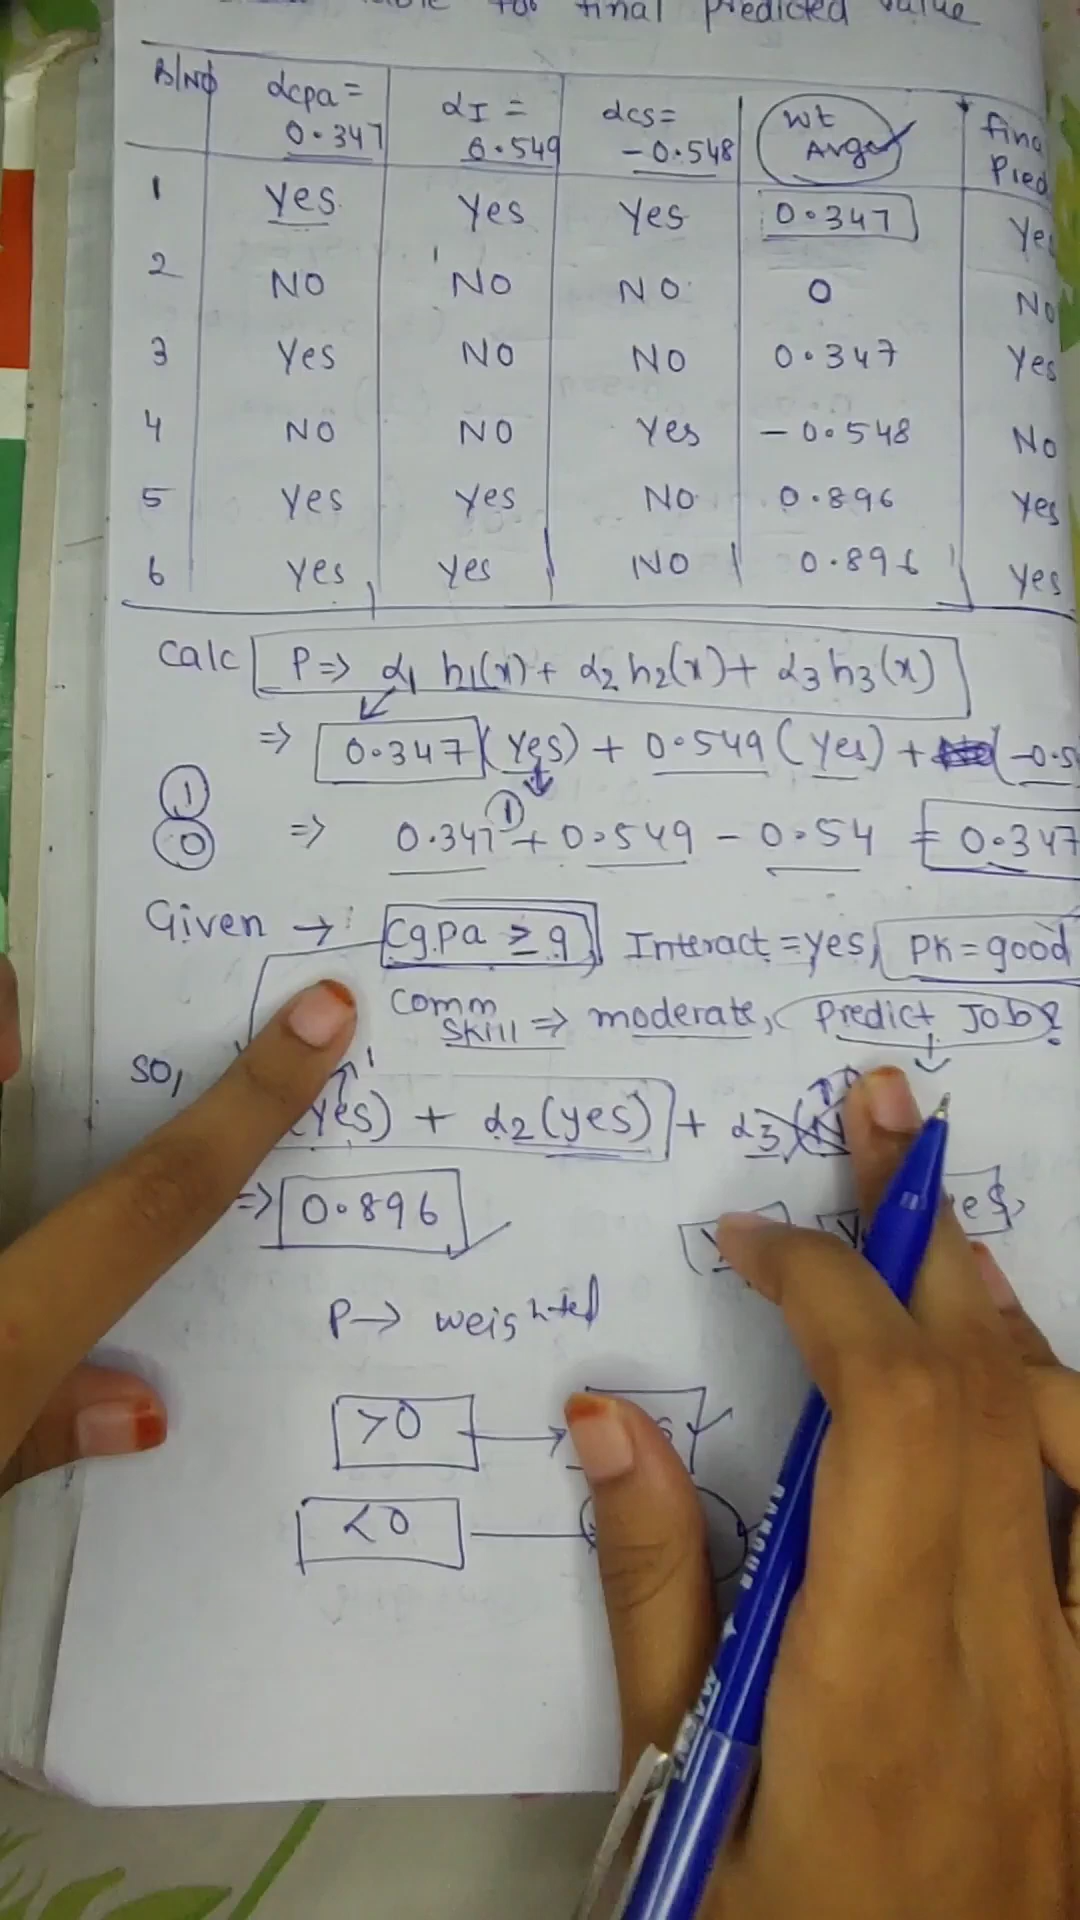 final predicted value
S/NO αcpa= 0.347 αI = 0.549 αcs= -0.548 Wt Avge Pred
1 Yes Yes Yes 0.347 Yes
2 NO NO NO 0 No
3 Yes NO NO 0.347 Yes
4 NO NO Yes -0.548 No
5 Yes Yes NO 0.896 Yes
6 Yes Yes NO 0.896 Yes
Calc P=> α1 h1(x)+ α2 h2(x)+ α3 h3(x)
=> 0.347(Yes) + 0.549(Yes) + (-0.5
1
0 => 0.347 + 0.549 - 0.54 = 0.347
1
Given → cgpa ≥ 9 Interact=yes, PK=good
Comm Skill => moderate, Predict Job?
So,
(Yes) + α2(yes) + α3
=> 0.896
P→ weighted
>0
<0